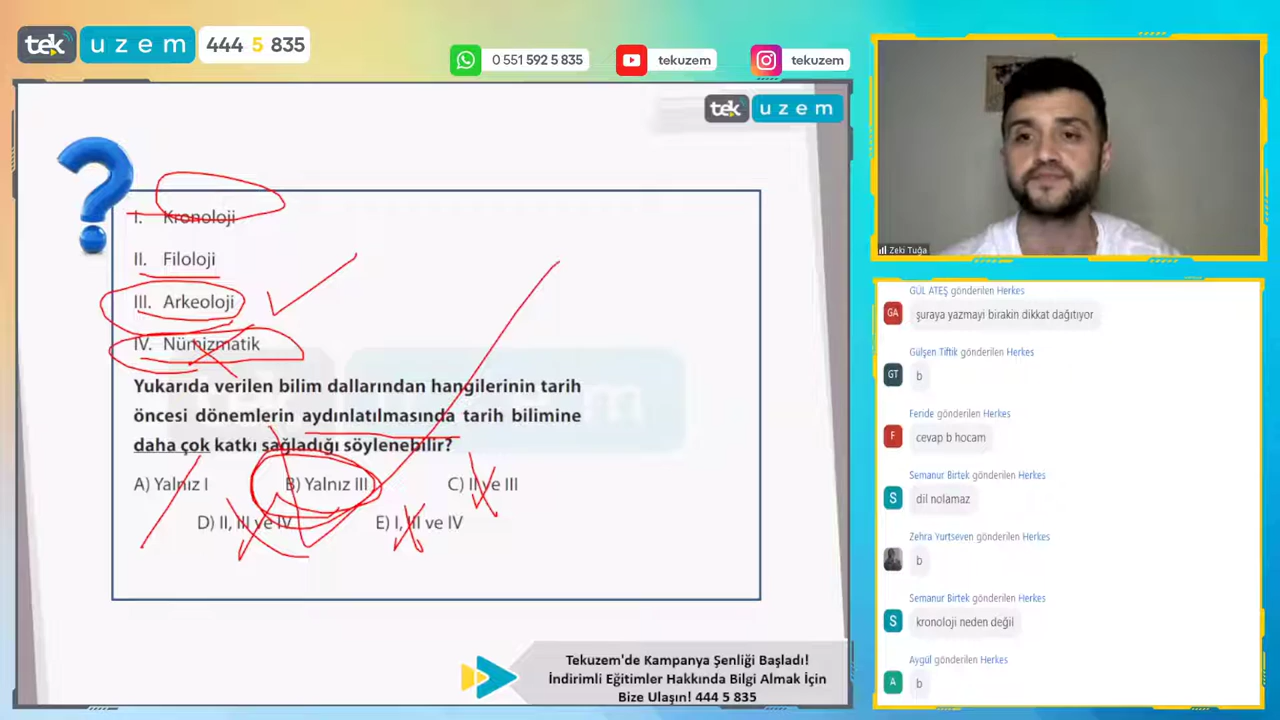 tek uzem 444 5 835
0 551 592 5 835
tekuzem
tekuzem
tek uzem
I. Kronoloji
II. Filoloji
III. Arkeoloji
IV. Nümizmatik
Yukarıda verilen bilim dallarından hangilerinin tarih
öncesi dönemlerin aydınlatılmasında tarih bilimine
daha çok katkı sağladığı söylenebilir?
A) Yalnız I B) Yalnız III C) II ve III
D) II, III ve IV E) I, III ve IV
Tekuzem'de Kampanya Şenliği Başladı!
İndirimli Eğitimler Hakkında Bilgi Almak İçin
Bize Ulaşın! 444 5 835
Zeki Tuğa
GÜL ATEŞ gönderilen Herkes
GA
şuraya yazmayi birakin dikkat dağıtıyor
Gülşen Tiftik gönderilen Herkes
GT
b
Feride gönderilen Herkes
F
cevap b hocam
Semanur Birtek gönderilen Herkes
S
dil nolamaz
Zehra Yurtseven gönderilen Herkes
b
Semanur Birtek gönderilen Herkes
S
kronoloji neden değil
Aygül gönderilen Herkes
A
b